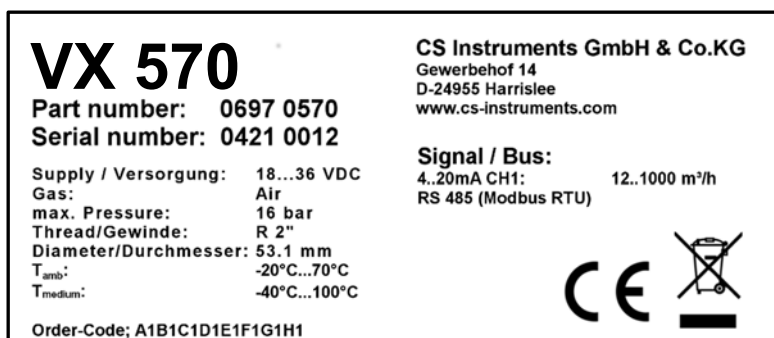 VX 570
Part number: 0697 0570
Serial number: 0421 0012
Supply / Versorgung: 18...36 VDC
Gas: Air
max. Pressure: 16 bar
Thread/Gewinde: R 2"
Diameter/Durchmesser: 53.1 mm
Tamb: -20°C...70°C
Tmedium: -40°C...100°C
Order-Code; A1B1C1D1E1F1G1H1
CS Instruments GmbH & Co.KG
Gewerbehof 14
D-24955 Harrislee
www.cs-instruments.com
Signal / Bus:
4..20mA CH1: 12..1000 m³/h
RS 485 (Modbus RTU)
CE